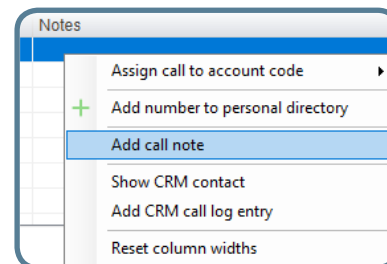 Notes
Assign call to account code
Add number to personal directory
Add call note
Show CRM contact
Add CRM call log entry
Reset column widths